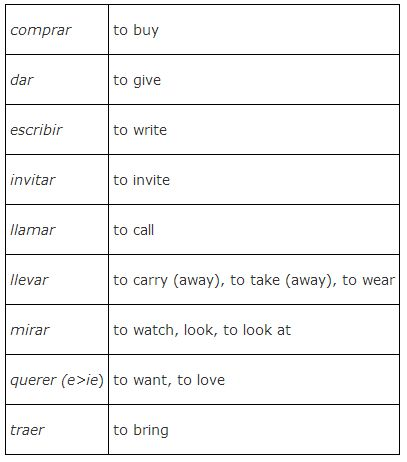 comprar to buy
dar to give
escribir to write
invitar to invite
llamar to call
llevar to carry (away), to take (away), to wear
mirar to watch, look, to look at
querer (e>ie) to want, to love
traer to bring